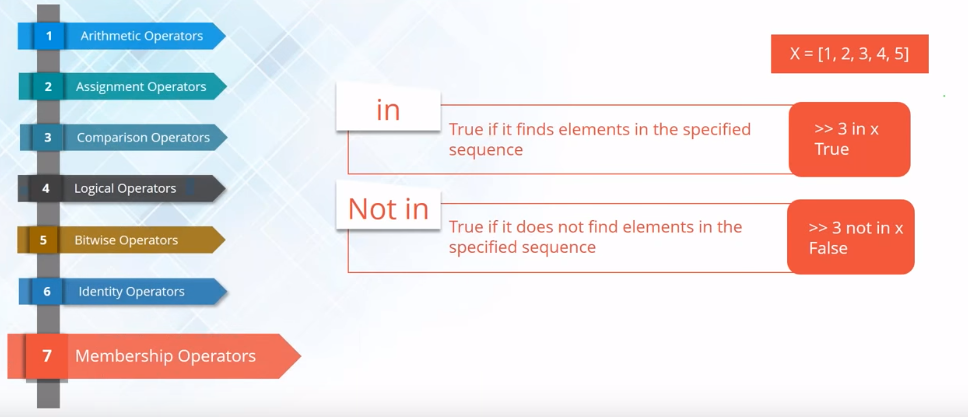 1 Arithmetic Operators
2 Assignment Operators
3 Comparison Operators
4 Logical Operators
5 Bitwise Operators
6 Identity Operators
7 Membership Operators
X = [1, 2, 3, 4, 5]
in
True if it finds elements in the specified
sequence
>> 3 in x
True
Not in
True if it does not find elements in the
specified sequence
>> 3 not in x
False